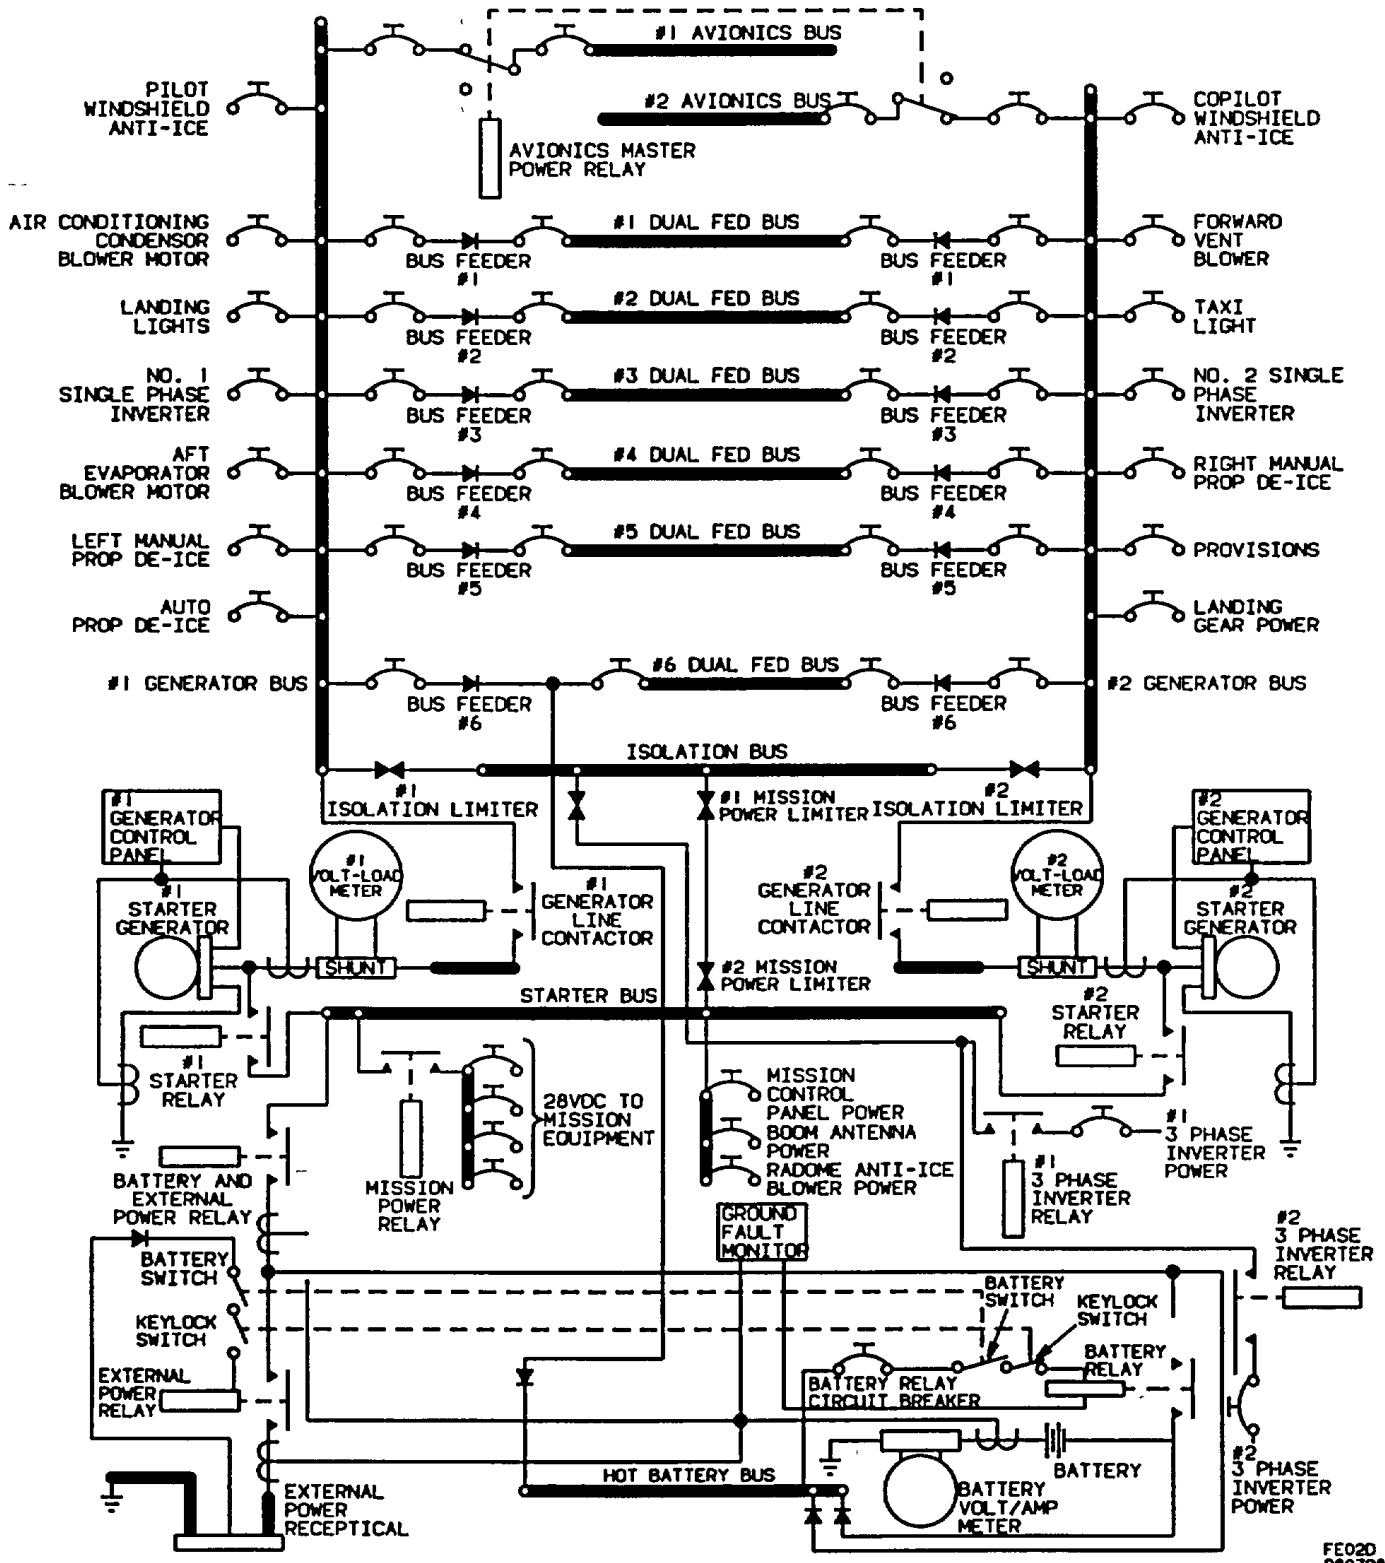 #1 AVIONICS BUS
PILOT
WINDSHIELD
ANTI-ICE
#2 AVIONICS BUS
COPILOT
WINDSHIELD
ANTI-ICE
AVIONICS MASTER
POWER RELAY
AIR CONDITIONING
CONDENSOR
BLOWER MOTOR
BUS FEEDER
#1
#1 DUAL FED BUS
BUS FEEDER
#1
FORWARD
VENT
BLOWER
LANDING
LIGHTS
BUS FEEDER
#2
#2 DUAL FED BUS
BUS FEEDER
#2
TAXI
LIGHT
NO. 1
SINGLE PHASE
INVERTER
BUS FEEDER
#3
#3 DUAL FED BUS
BUS FEEDER
#3
NO. 2 SINGLE
PHASE
INVERTER
AFT
EVAPORATOR
BLOWER MOTOR
BUS FEEDER
#4
#4 DUAL FED BUS
BUS FEEDER
#4
RIGHT MANUAL
PROP DE-ICE
LEFT MANUAL
PROP DE-ICE
BUS FEEDER
#5
#5 DUAL FED BUS
BUS FEEDER
#5
PROVISIONS
AUTO
PROP DE-ICE
LANDING
GEAR POWER
#1 GENERATOR BUS
BUS FEEDER
#6
#6 DUAL FED BUS
BUS FEEDER
#6
#2 GENERATOR BUS
ISOLATION BUS
#1
ISOLATION LIMITER
#1 MISSION
POWER LIMITER
#2
ISOLATION LIMITER
#1
GENERATOR
CONTROL
PANEL
#2
GENERATOR
CONTROL
PANEL
#1
VOLT-LOAD
METER
#1
STARTER
GENERATOR
#1
GENERATOR
LINE
CONTACTOR
#2
GENERATOR
LINE
CONTACTOR
#2
VOLT-LOAD
METER
#2
STARTER
GENERATOR
SHUNT
#2 MISSION
POWER LIMITER
SHUNT
STARTER BUS
#2
STARTER
RELAY
#1
STARTER
RELAY
28VDC TO
MISSION
EQUIPMENT
MISSION
CONTROL
PANEL POWER
BOOM ANTENNA
POWER
RADOME ANTI-ICE
BLOWER POWER
#1
3 PHASE
INVERTER
POWER
BATTERY AND
EXTERNAL
POWER RELAY
MISSION
POWER
RELAY
#1
3 PHASE
INVERTER
RELAY
GROUND
FAULT
MONITOR
#2
3 PHASE
INVERTER
RELAY
BATTERY
SWITCH
KEYLOCK
SWITCH
BATTERY
SWITCH
KEYLOCK
SWITCH
BATTERY
RELAY
EXTERNAL
POWER
RELAY
BATTERY RELAY
CIRCUIT BREAKER
BATTERY
#2
3 PHASE
INVERTER
POWER
HOT BATTERY BUS
BATTERY
VOLT/AMP
METER
EXTERNAL
POWER
RECEPTICAL
FE02D